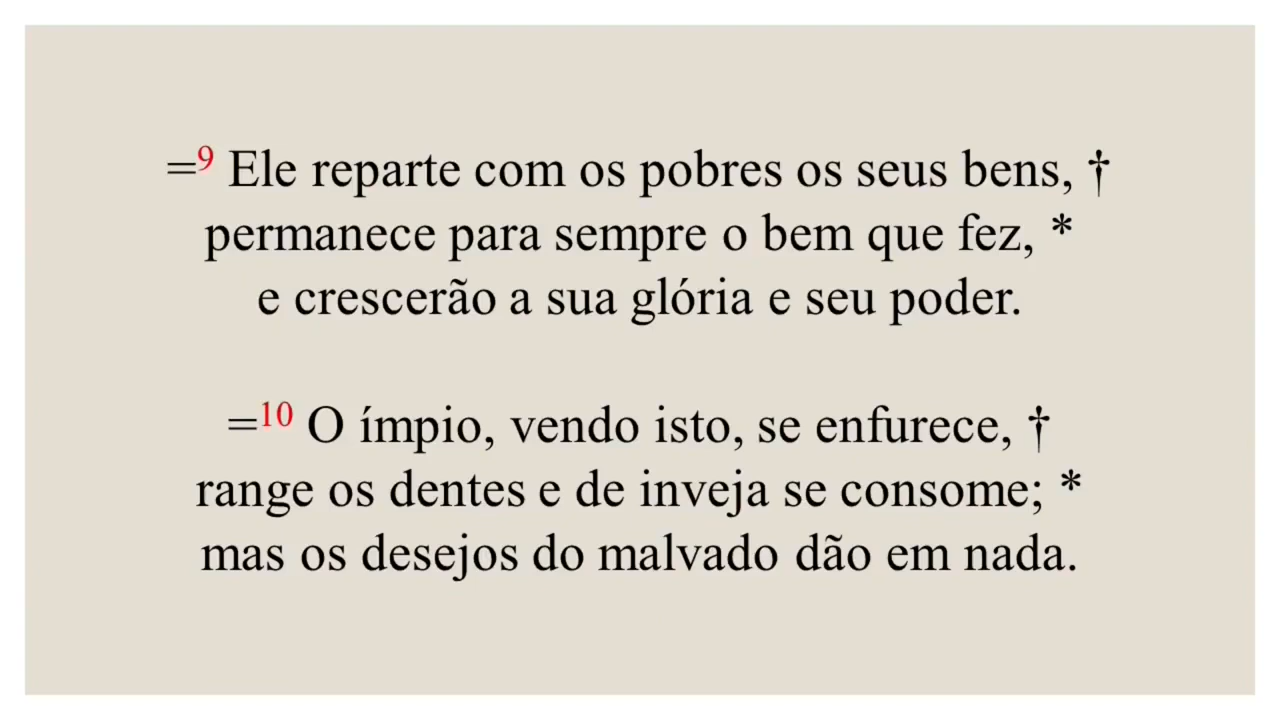 =9 Ele reparte com os pobres os seus bens, †
permanece para sempre o bem que fez, *
e crescerão a sua glória e seu poder.
=10 O ímpio, vendo isto, se enfurece, †
range os dentes e de inveja se consome; *
mas os desejos do malvado dão em nada.